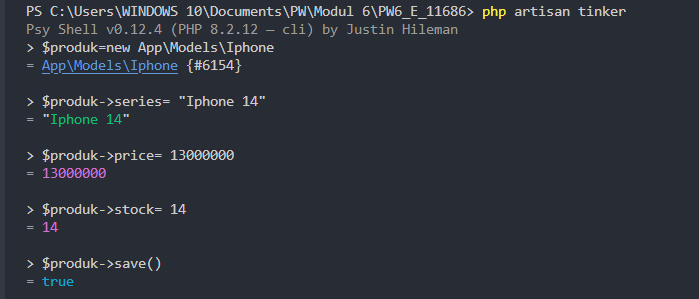 PS C:\Users\WINDOWS 10\Documents\PW\Modul 6\PW6_E_11686> php artisan tinker
Psy Shell v0.12.4 (PHP 8.2.12 — cli) by Justin Hileman
> $produk=new App\Models\Iphone
= App\Models\Iphone {#6154}
> $produk->series= "Iphone 14"
= "Iphone 14"
> $produk->price= 13000000
= 13000000
> $produk->stock= 14
= 14
> $produk->save()
= true